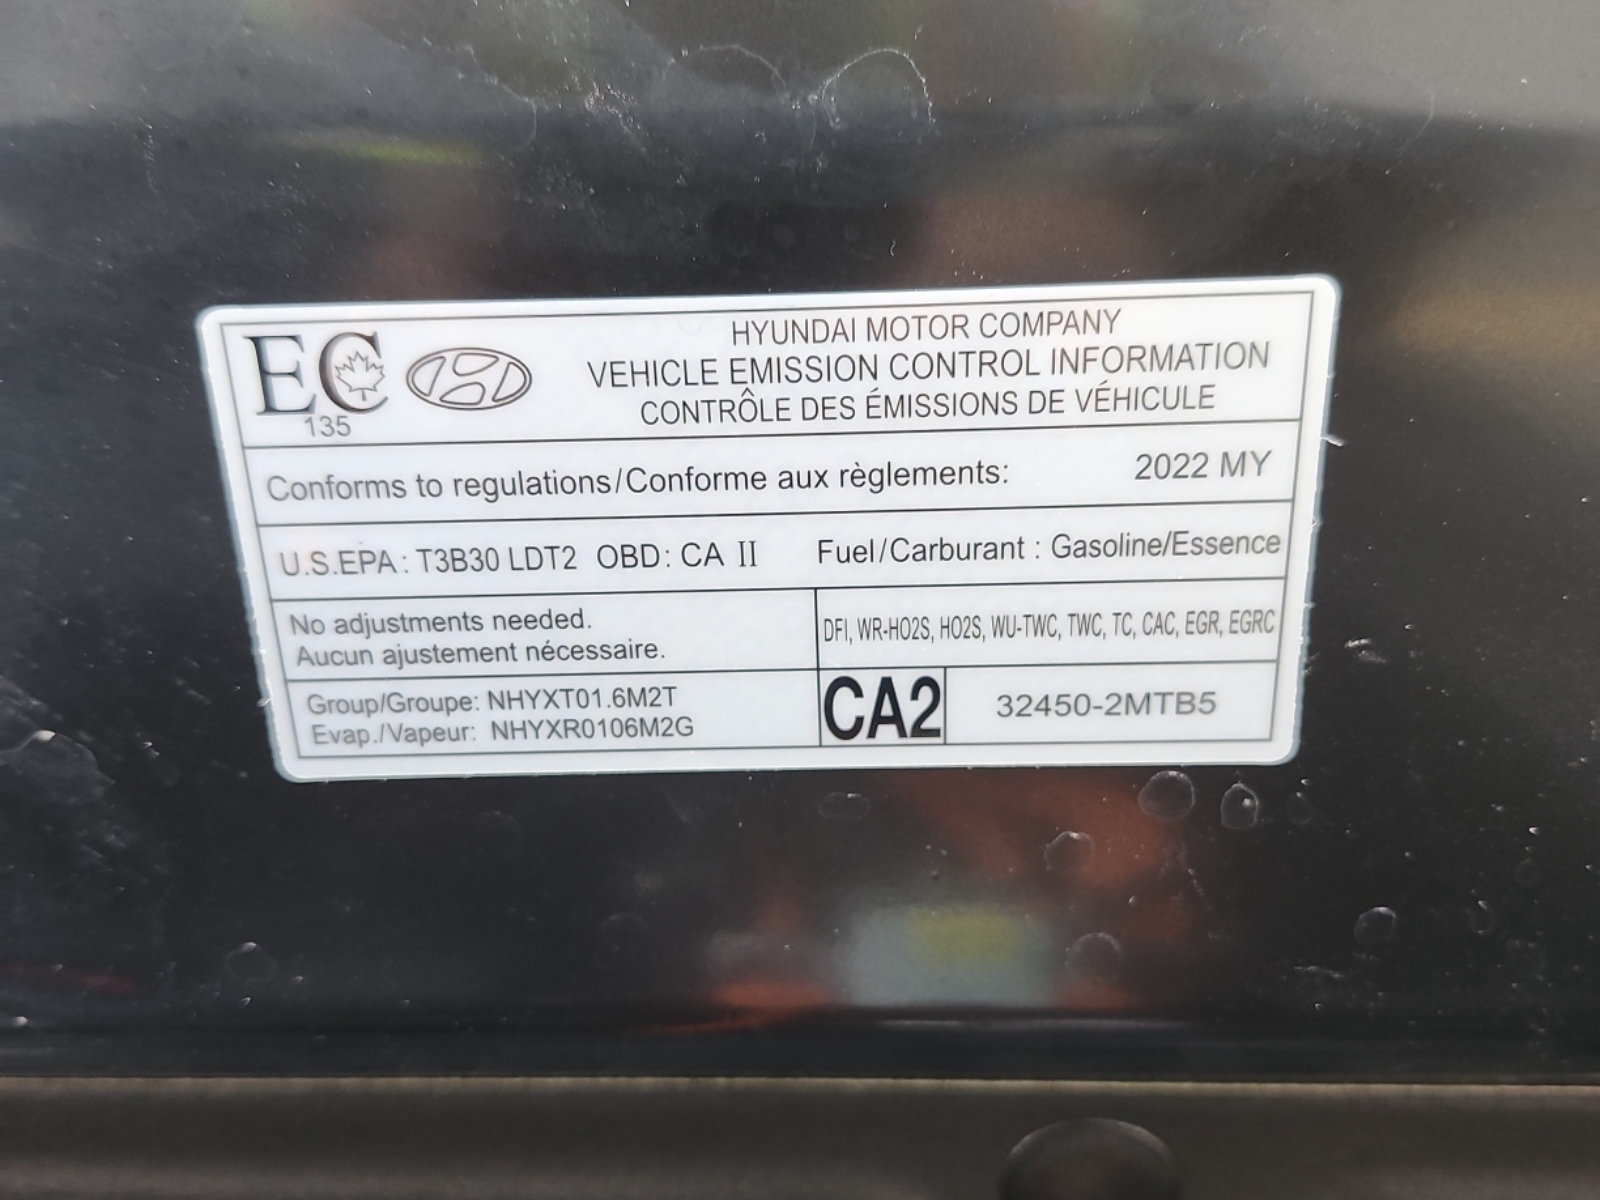 EC
135
HYUNDAI MOTOR COMPANY
VEHICLE EMISSION CONTROL INFORMATION
CONTRÔLE DES ÉMISSIONS DE VÉHICULE
Conforms to regulations/Conforme aux règlements: 2022 MY
U.S.EPA : T3B30 LDT2 OBD: CA II Fuel/Carburant : Gasoline/Essence
No adjustments needed.
Aucun ajustement nécessaire.
DFI, WR-HO2S, HO2S, WU-TWC, TWC, TC, CAC, EGR, EGRC
Group/Groupe: NHYXT01.6M2T
Evap./Vapeur: NHYXR0106M2G
CA2
32450-2MTB5